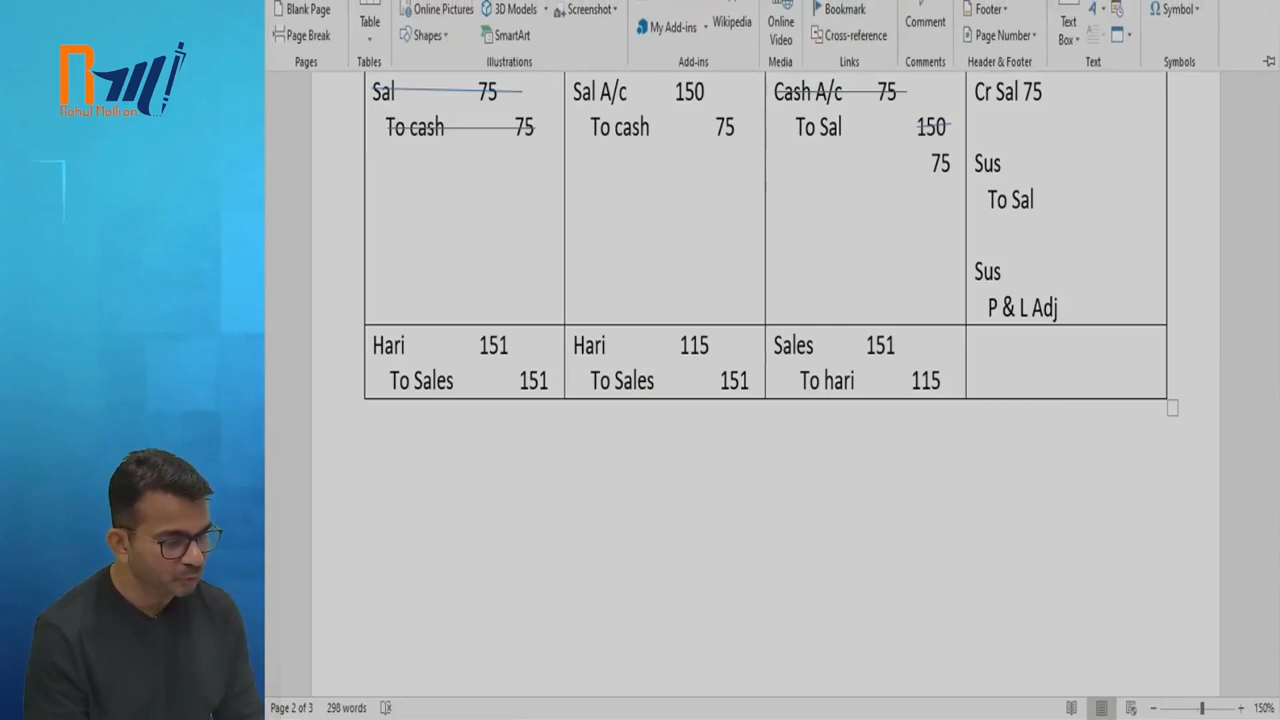 Blank Page
Page Break
Pages
Table
Tables
Online Pictures
Shapes
3D Models
SmartArt
Screenshot
Illustrations
My Add-ins
Wikipedia
Add-ins
Online
Video
Media
Bookmark
Cross-reference
Links
Comment
Comments
Footer
Page Number
Header & Footer
Text
Box
Text
Symbol
Symbols
Rahul Malkan
Sal 75
To cash 75
Sal A/c 150
To cash 75
Cash A/c 75
To Sal 150
75
Cr Sal 75
Sus
To Sal
Sus
P & L Adj
Hari 151
To Sales 151
Hari 115
To Sales 151
Sales 151
To hari 115
Page 2 of 3 298 words
150%